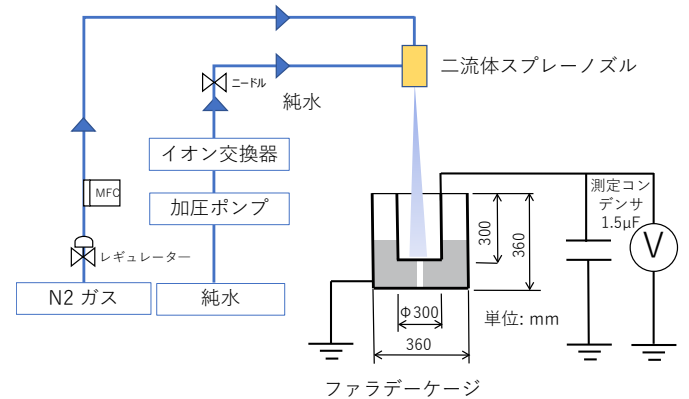 二流体スプレーノズル
ニードル
純水
イオン交換器
加圧ポンプ
MFC
レギュレーター
N2 ガス
純水
測定コン
デンサ
1.5μF
V
300
360
Φ300
360
単位: mm
ファラデーケージ